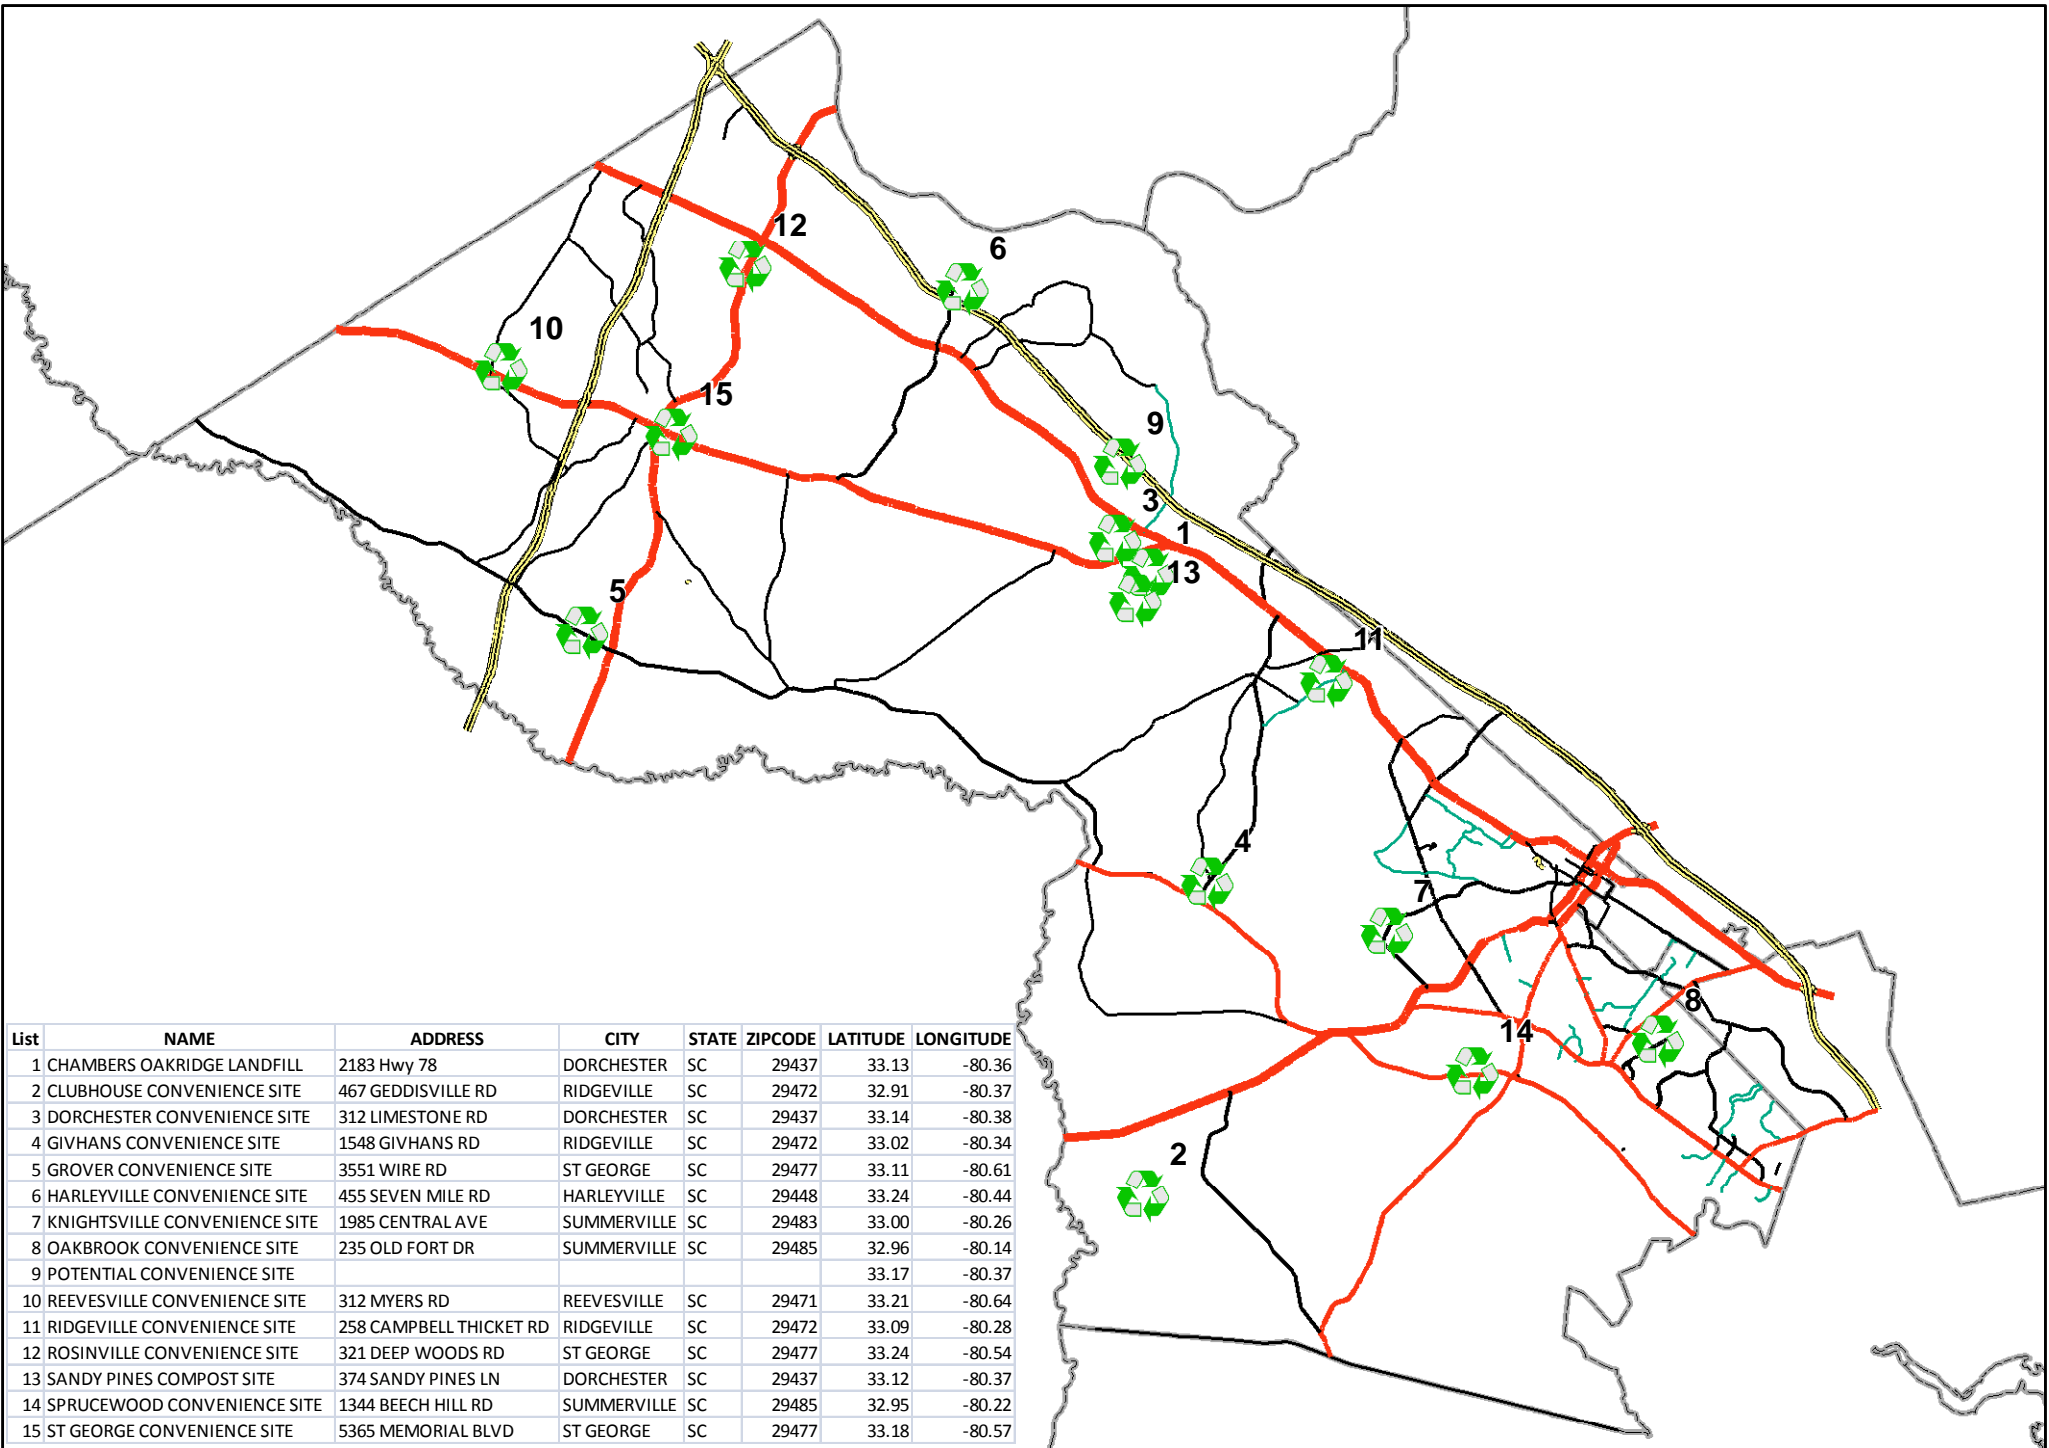 12
6
10
15
9
3
1
13
5
11
4
7
8
14
2
List NAME ADDRESS CITY STATE ZIPCODE LATITUDE LONGITUDE
1 CHAMBERS OAKRIDGE LANDFILL 2183 Hwy 78 DORCHESTER SC 29437 33.13 -80.36
2 CLUBHOUSE CONVENIENCE SITE 467 GEDDISVILLE RD RIDGEVILLE SC 29472 32.91 -80.37
3 DORCHESTER CONVENIENCE SITE 312 LIMESTONE RD DORCHESTER SC 29437 33.14 -80.38
4 GIVHANS CONVENIENCE SITE 1548 GIVHANS RD RIDGEVILLE SC 29472 33.02 -80.34
5 GROVER CONVENIENCE SITE 3551 WIRE RD ST GEORGE SC 29477 33.11 -80.61
6 HARLEYVILLE CONVENIENCE SITE 455 SEVEN MILE RD HARLEYVILLE SC 29448 33.24 -80.44
7 KNIGHTSVILLE CONVENIENCE SITE 1985 CENTRAL AVE SUMMERVILLE SC 29483 33.00 -80.26
8 OAKBROOK CONVENIENCE SITE 235 OLD FORT DR SUMMERVILLE SC 29485 32.96 -80.14
9 POTENTIAL CONVENIENCE SITE 33.17 -80.37
10 REEVESVILLE CONVENIENCE SITE 312 MYERS RD REEVESVILLE SC 29471 33.21 -80.64
11 RIDGEVILLE CONVENIENCE SITE 258 CAMPBELL THICKET RD RIDGEVILLE SC 29472 33.09 -80.28
12 ROSINVILLE CONVENIENCE SITE 321 DEEP WOODS RD ST GEORGE SC 29477 33.24 -80.54
13 SANDY PINES COMPOST SITE 374 SANDY PINES LN DORCHESTER SC 29437 33.12 -80.37
14 SPRUCEWOOD CONVENIENCE SITE 1344 BEECH HILL RD SUMMERVILLE SC 29485 32.95 -80.22
15 ST GEORGE CONVENIENCE SITE 5365 MEMORIAL BLVD ST GEORGE SC 29477 33.18 -80.57